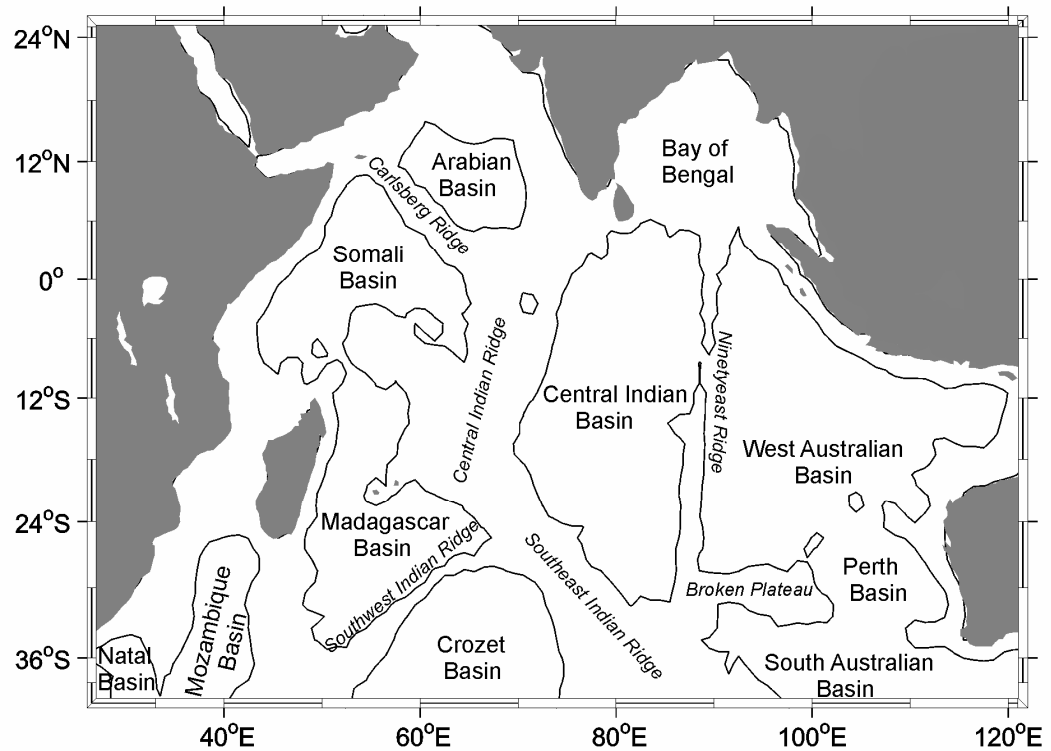 24°N
12°N
0°
12°S
24°S
36°S
Arabian
Basin
Bay of
Bengal
Carlsberg Ridge
Somali
Basin
Central Indian Ridge
Central Indian
Basin
Ninetyeast Ridge
West Australian
Basin
Madagascar
Basin
Southwest Indian Ridge
Southeast Indian Ridge
Broken Plateau
Perth
Basin
Mozambique
Basin
Natal
Basin
Crozet
Basin
South Australian
Basin
40°E
60°E
80°E
100°E
120°E